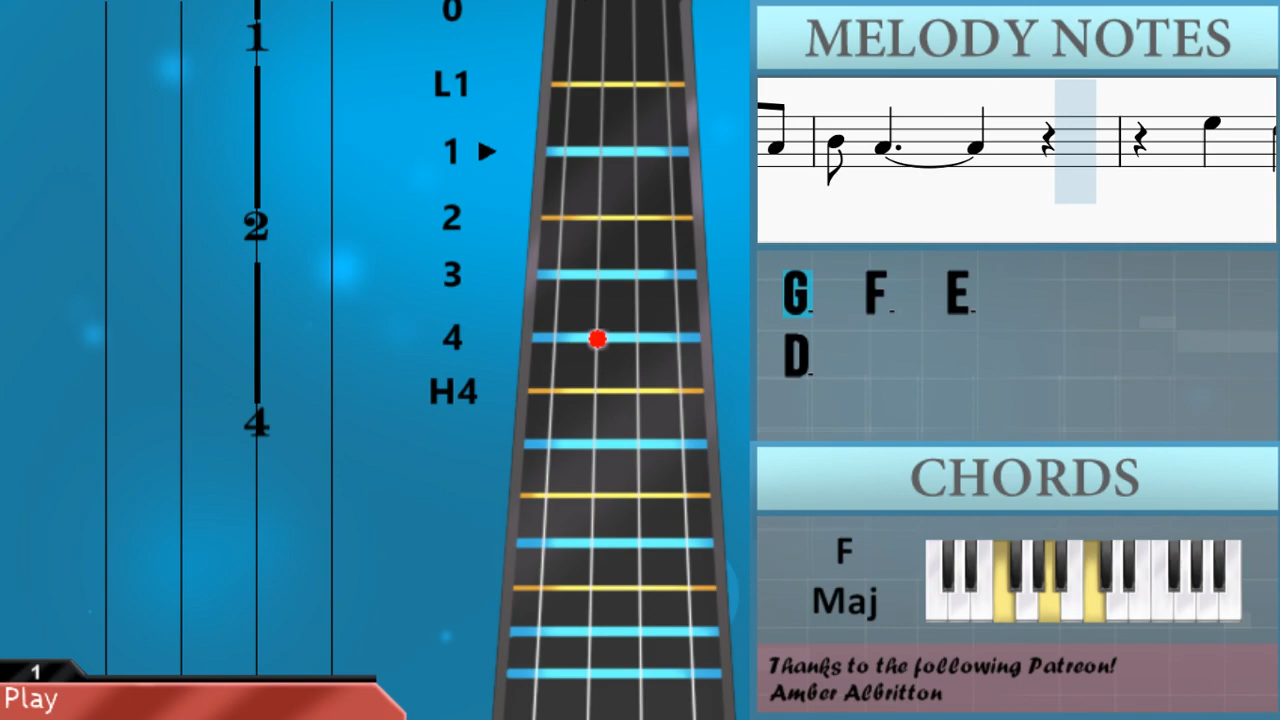 0
1
L1
1
2
2
3
4
H4
4
1
Play
MELODY NOTES
G. F. E.
D.
CHORDS
F
Maj
Thanks to the following Patreon!
Amber Albritton